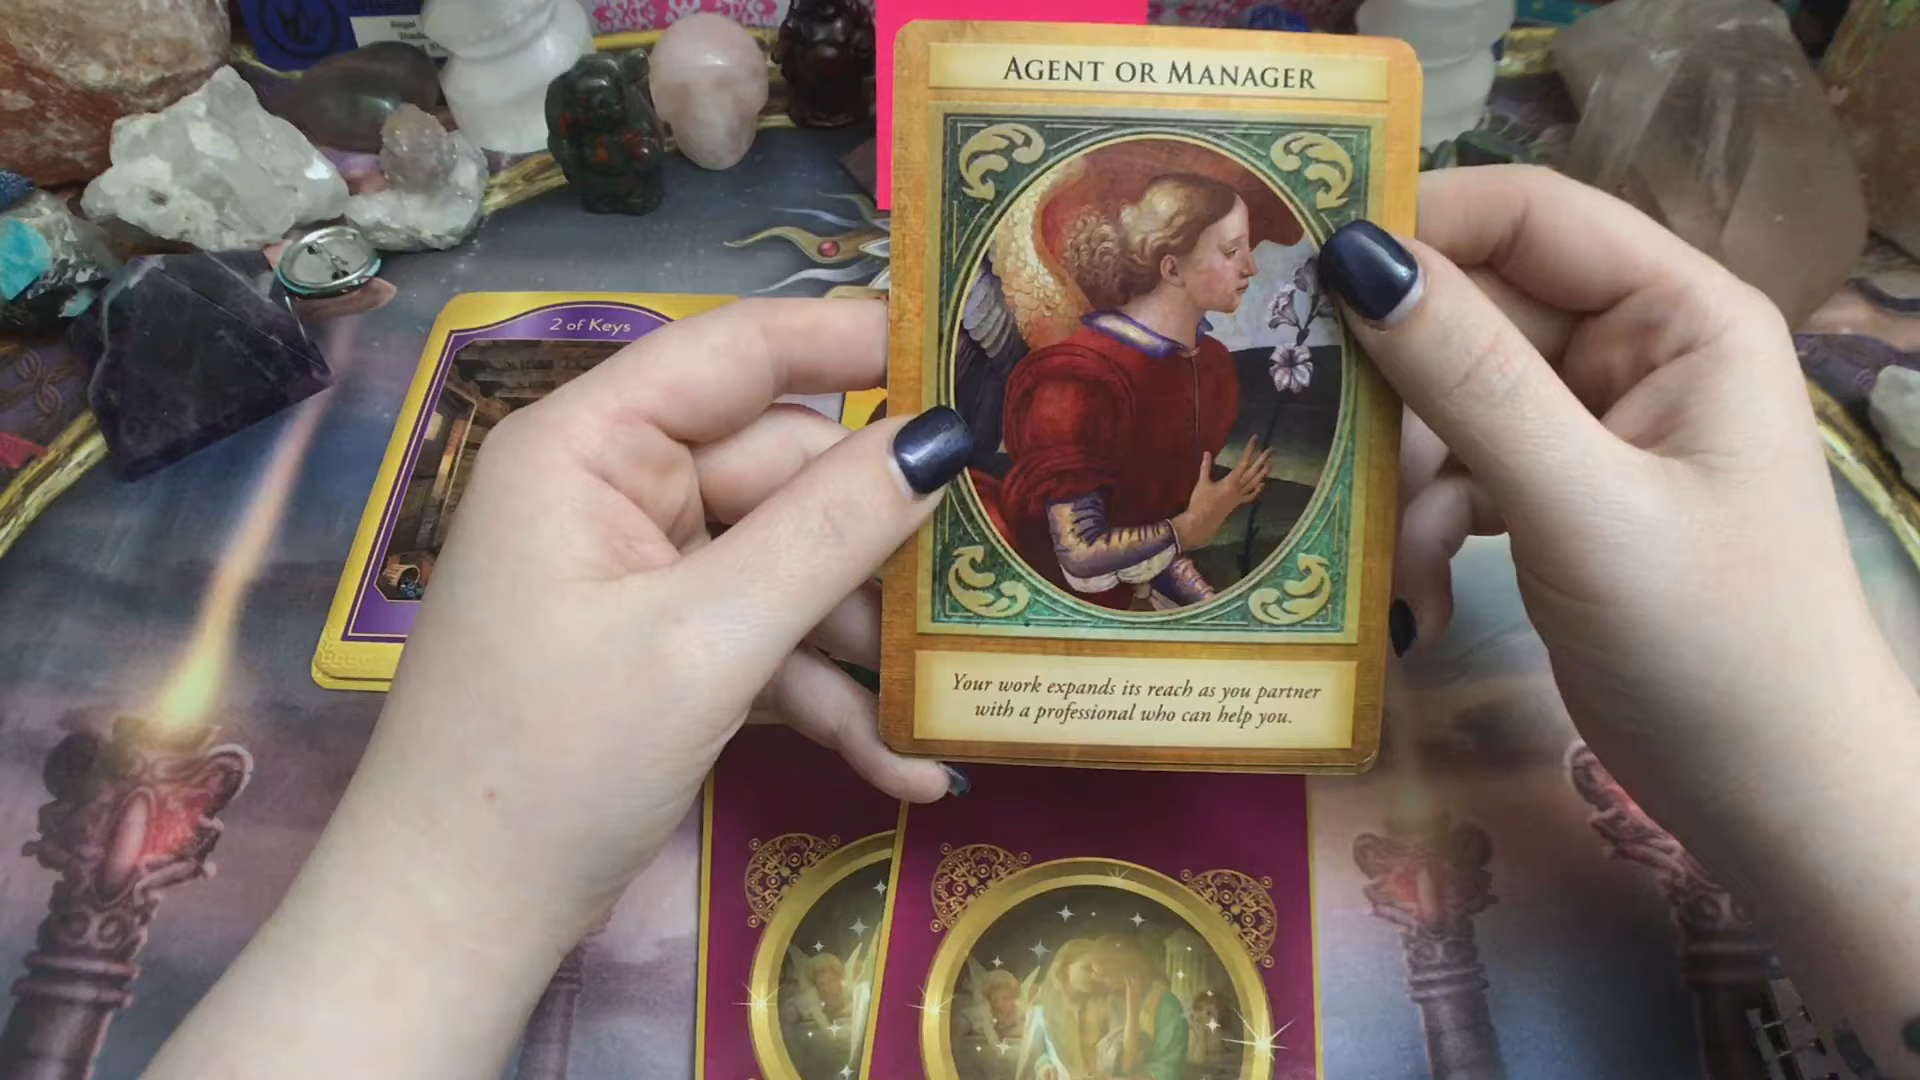 AGENT OR MANAGER
2 of Keys
Your work expands its reach as you partner
with a professional who can help you.